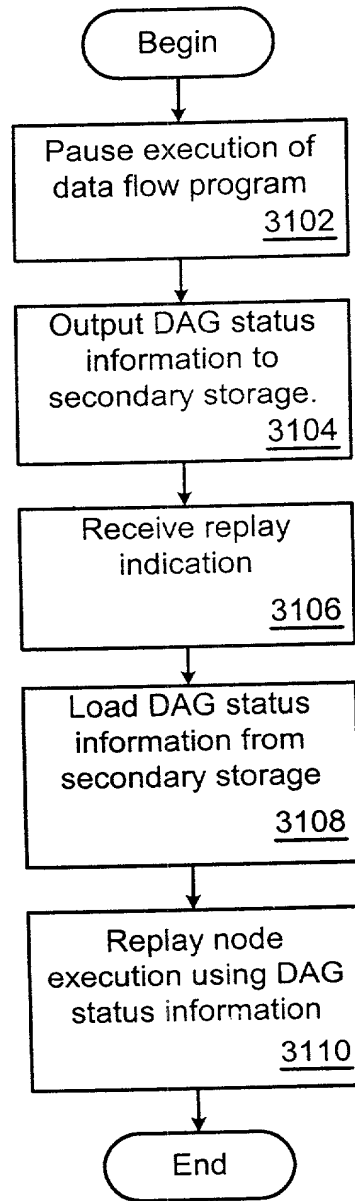 Begin
Pause execution of
data flow program
3102
Output DAG status
information to
secondary storage.
3104
Receive replay
indication
3106
Load DAG status
information from
secondary storage
3108
Replay node
execution using DAG
status information
3110
End